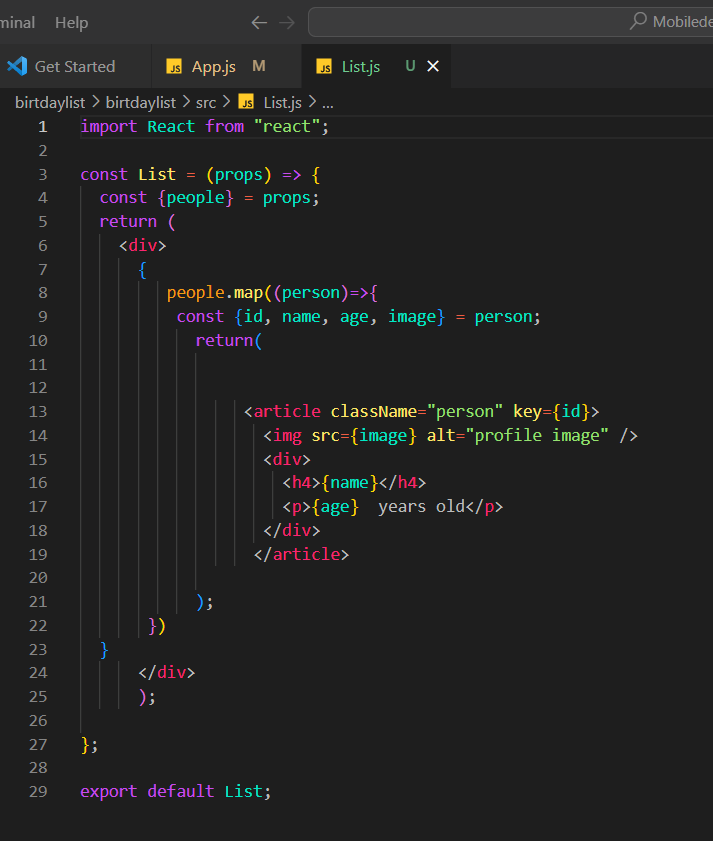 minal Help Mobilede
Get Started JS App.js M JS List.js U
birtdaylist > birtdaylist > src > JS List.js > ...
1 import React from "react";
2
3 const List = (props) => {
4 const {people} = props;
5 return (
6 <div>
7 {
8 people.map((person)=>{
9 const {id, name, age, image} = person;
10 return(
11
12
13 <article className="person" key={id}>
14 <img src={image} alt="profile image" />
15 <div>
16 <h4>{name}</h4>
17 <p>{age}  years old</p>
18 </div>
19 </article>
20
21 );
22 })
23 }
24 </div>
25 );
26
27 };
28
29 export default List;